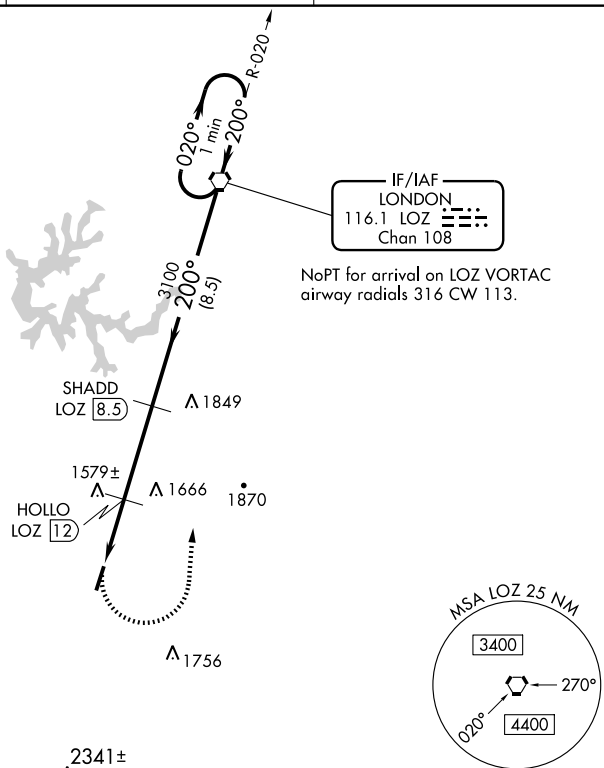 R-020
020°
1 min
200°
IF/IAF
LONDON
116.1 LOZ
Chan 108
NoPT for arrival on LOZ VORTAC
airway radials 316 CW 113.
3100
200°
(8.5)
SHADD
LOZ 8.5
1849
1579±
1666
1870
HOLLO
LOZ 12
1756
MSA LOZ 25 NM
3400
270°
020°
4400
2341±